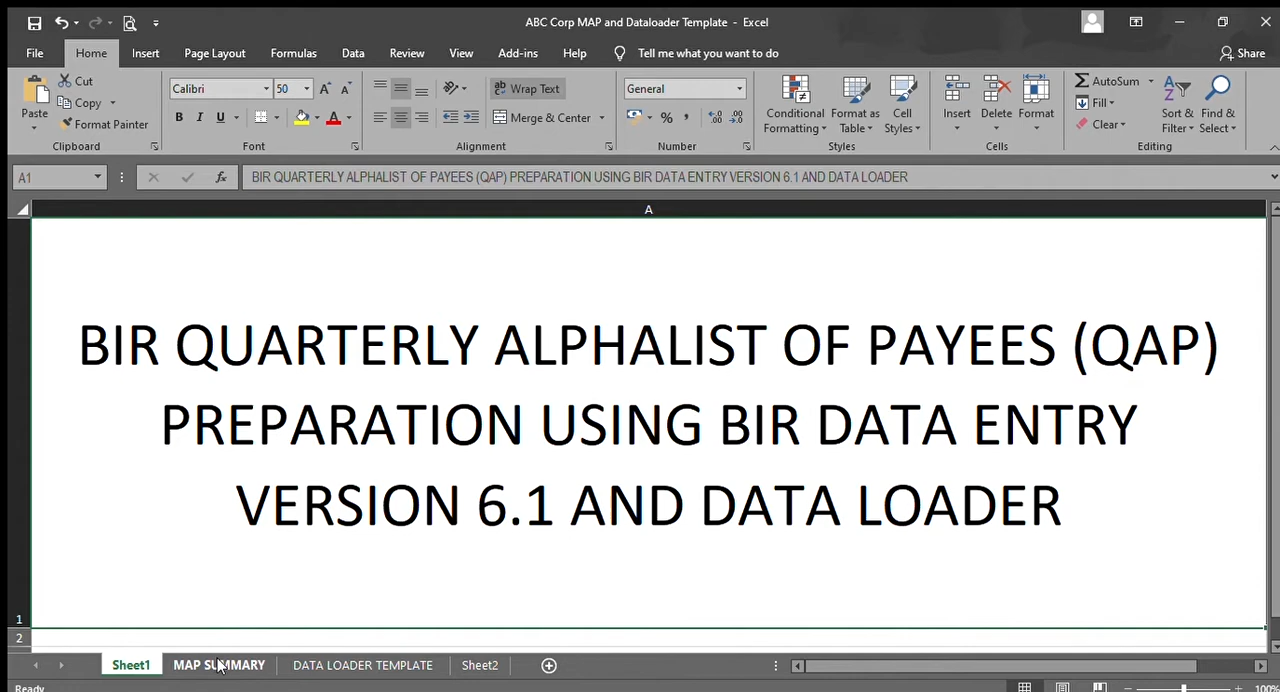 ABC Corp MAP and Dataloader Template - Excel
File Home Insert Page Layout Formulas Data Review View Add-ins Help Tell me what you want to do Share
Paste
Cut
Copy
Format Painter
Clipboard
Calibri 50
B I U
Font
Wrap Text
Merge & Center
Alignment
General
Number
Conditional Formatting
Format as Table
Cell Styles
Styles
Insert Delete Format
Cells
AutoSum
Fill
Clear
Sort & Filter
Find & Select
Editing
A1 fx BIR QUARTERLY ALPHALIST OF PAYEES (QAP) PREPARATION USING BIR DATA ENTRY VERSION 6.1 AND DATA LOADER
A
BIR QUARTERLY ALPHALIST OF PAYEES (QAP)
PREPARATION USING BIR DATA ENTRY
VERSION 6.1 AND DATA LOADER
1
2
Sheet1 MAP SUMMARY DATA LOADER TEMPLATE Sheet2
Ready 100%